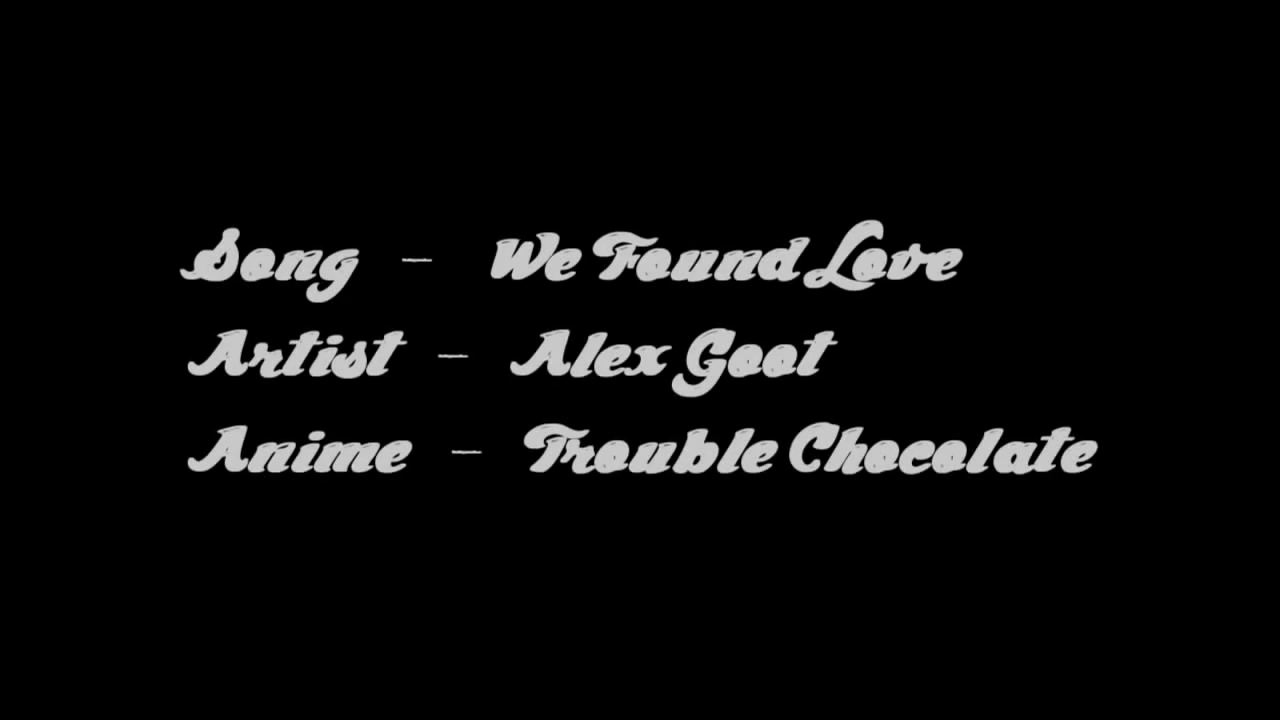 Song - We Found Love
Artist - Alex Goot
Anime - Trouble Chocolate